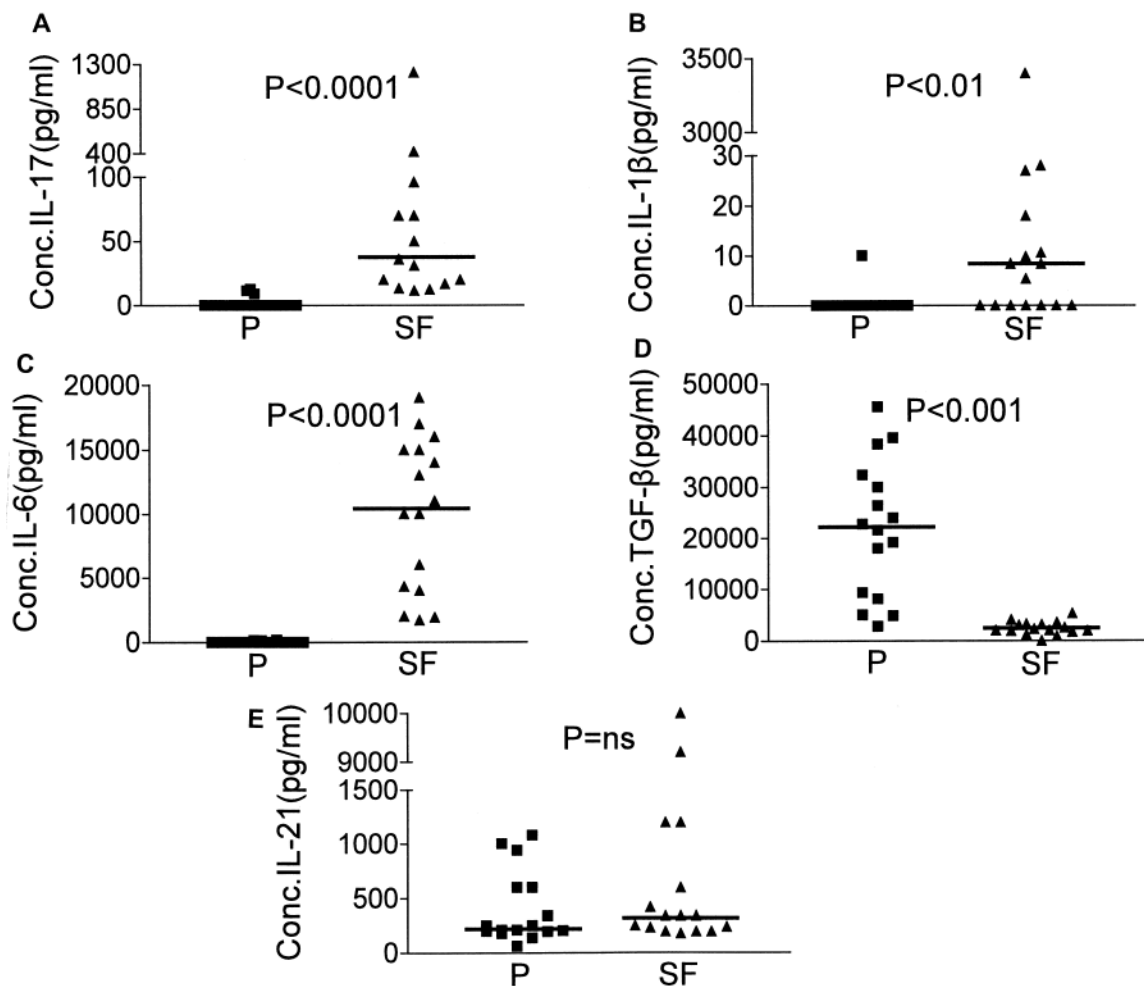 A
Conc.IL-17(pg/ml)
1300
850
400
100
50
0
P<0.0001
P
SF
B
Conc.IL-1β(pg/ml)
3500
3000
30
20
10
0
P<0.01
P
SF
C
Conc.IL-6(pg/ml)
20000
15000
10000
5000
0
P<0.0001
P
SF
D
Conc.TGF-β(pg/ml)
50000
40000
30000
20000
10000
0
P<0.001
P
SF
E
Conc.IL-21(pg/ml)
10000
9000
1500
1000
500
0
P=ns
P
SF